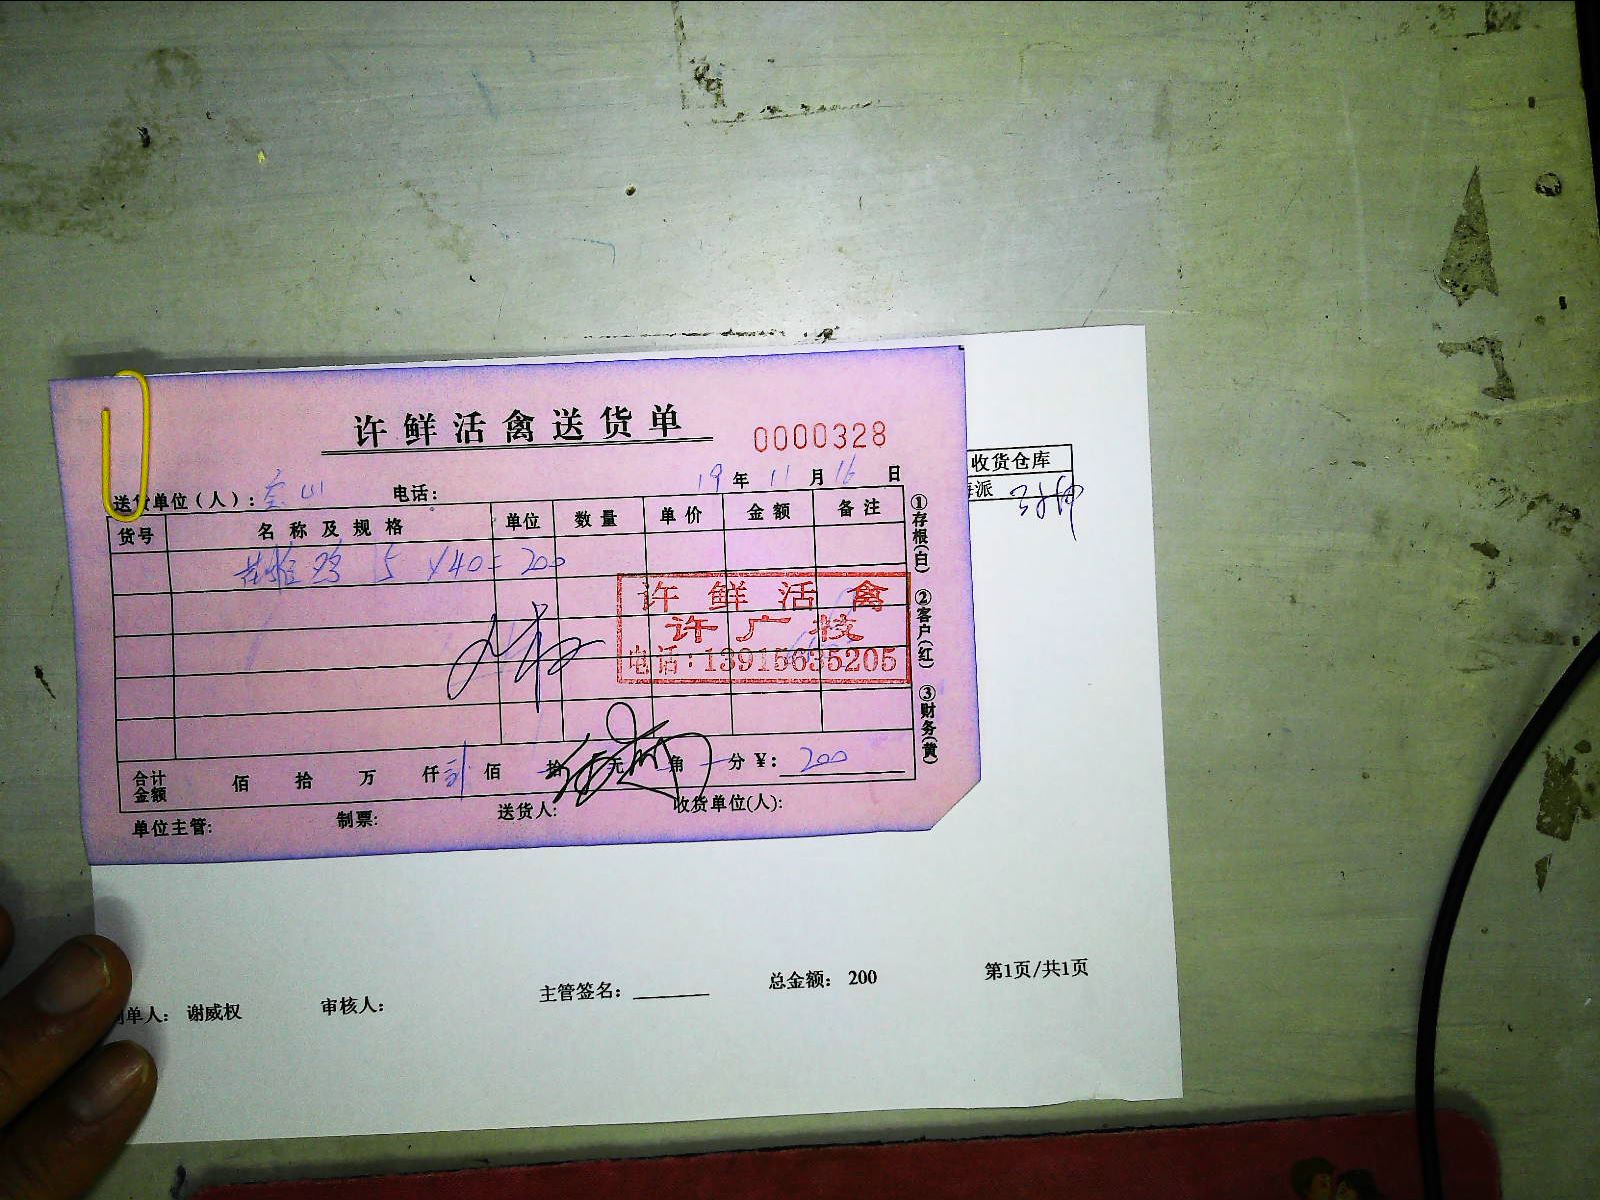 许鲜活禽送货单
0000328
送货单位(人): 电话: 19 年 11 月 16 日
货号 名称及规格 单位 数量 单价 金额 备注
鸡 5 ×40=200
许鲜活禽
许广技
电话:13915635205
①存根(白) ②客户(红) ③财务(黄)
合计金额 佰 拾 万 仟 佰 拾 元 角 分 ¥: 200
单位主管: 制票: 送货人: 收货单位(人):
收货仓库
派
单人: 谢威权 审核人: 主管签名: 总金额: 200 第1页/共1页